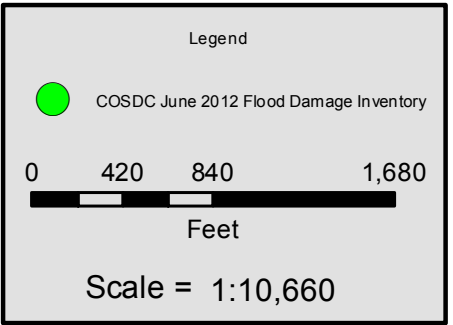 Legend
COSDC June 2012 Flood Damage Inventory
0 420 840 1,680
Feet
Scale = 1:10,660